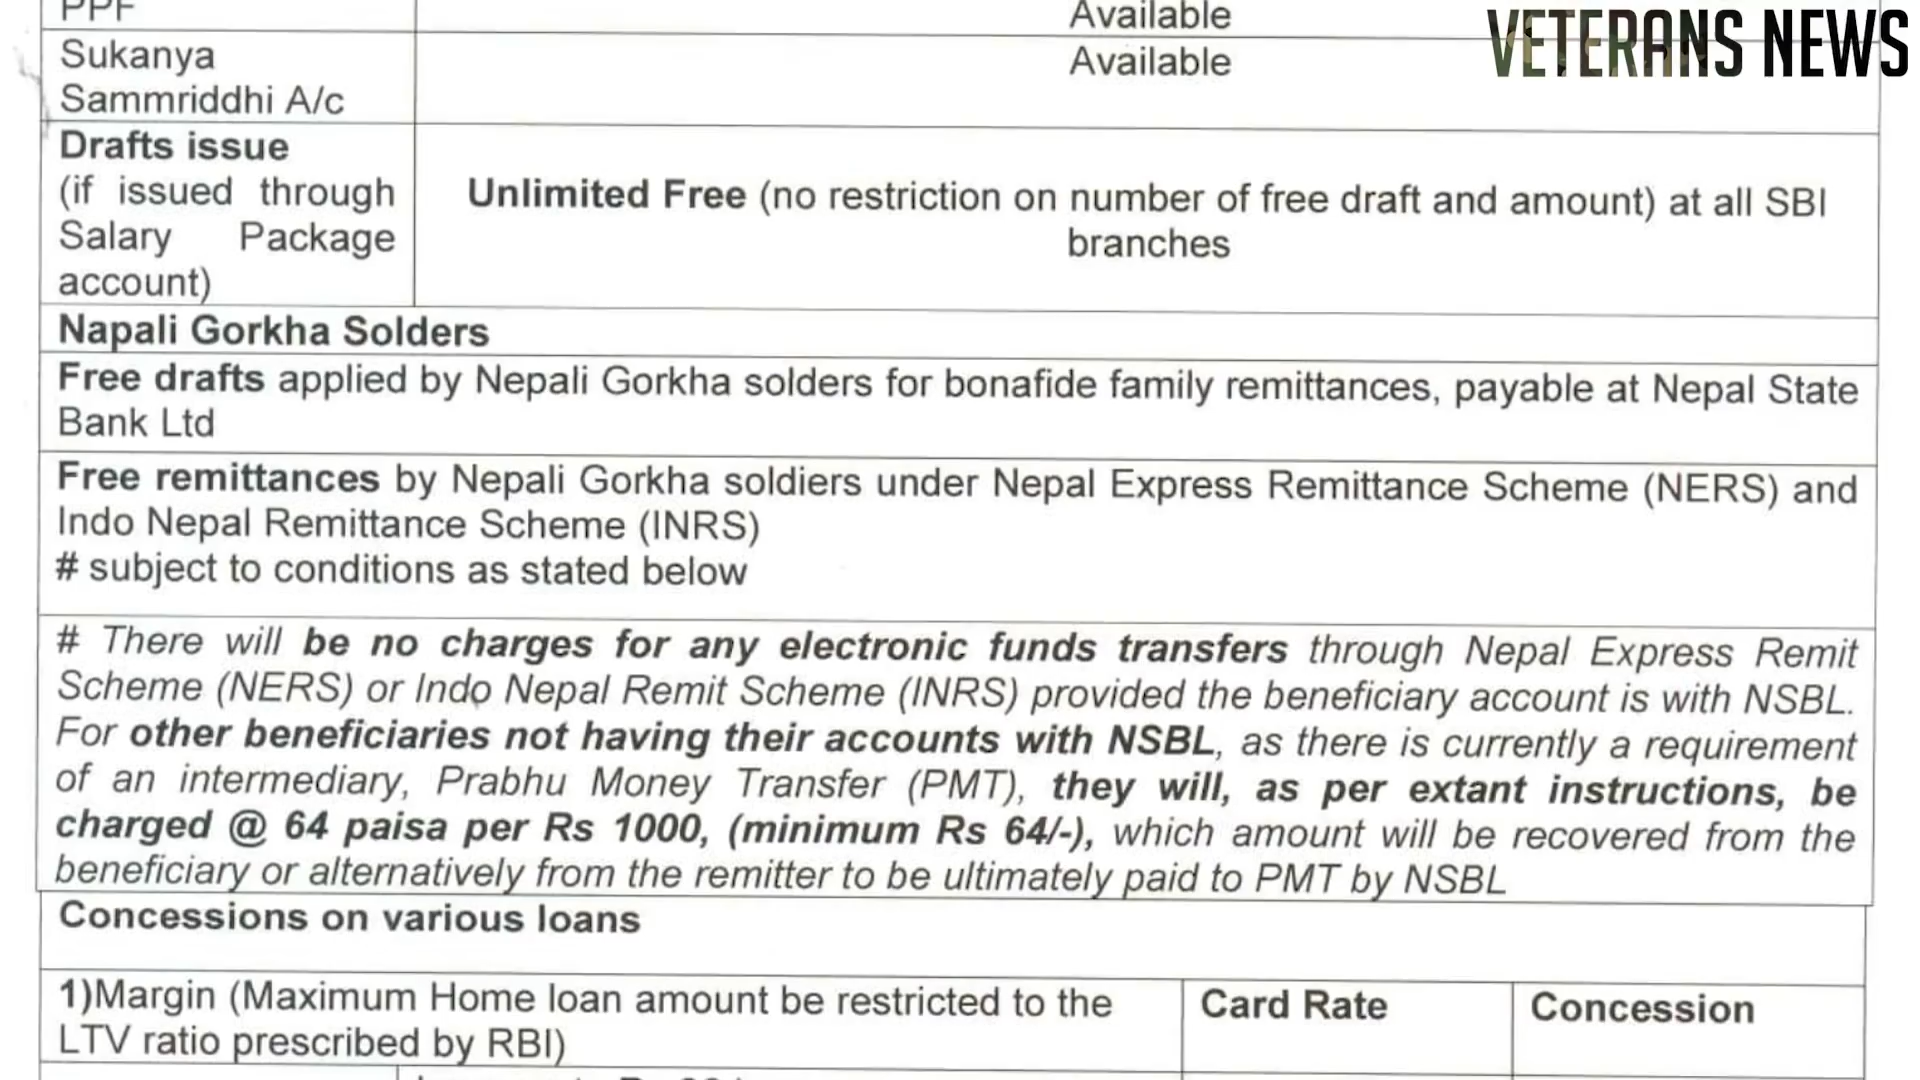 PPF Available
VETERANS NEWS
Sukanya Available
Sammriddhi A/c
Drafts issue
(if issued through
Salary Package
account)
Unlimited Free (no restriction on number of free draft and amount) at all SBI
branches
Napali Gorkha Solders
Free drafts applied by Nepali Gorkha solders for bonafide family remittances, payable at Nepal State
Bank Ltd
Free remittances by Nepali Gorkha soldiers under Nepal Express Remittance Scheme (NERS) and
Indo Nepal Remittance Scheme (INRS)
# subject to conditions as stated below
# There will be no charges for any electronic funds transfers through Nepal Express Remit
Scheme (NERS) or Indo Nepal Remit Scheme (INRS) provided the beneficiary account is with NSBL.
For other beneficiaries not having their accounts with NSBL, as there is currently a requirement
of an intermediary, Prabhu Money Transfer (PMT), they will, as per extant instructions, be
charged @ 64 paisa per Rs 1000, (minimum Rs 64/-), which amount will be recovered from the
beneficiary or alternatively from the remitter to be ultimately paid to PMT by NSBL
Concessions on various loans
1)Margin (Maximum Home loan amount be restricted to the
LTV ratio prescribed by RBI)
Card Rate
Concession